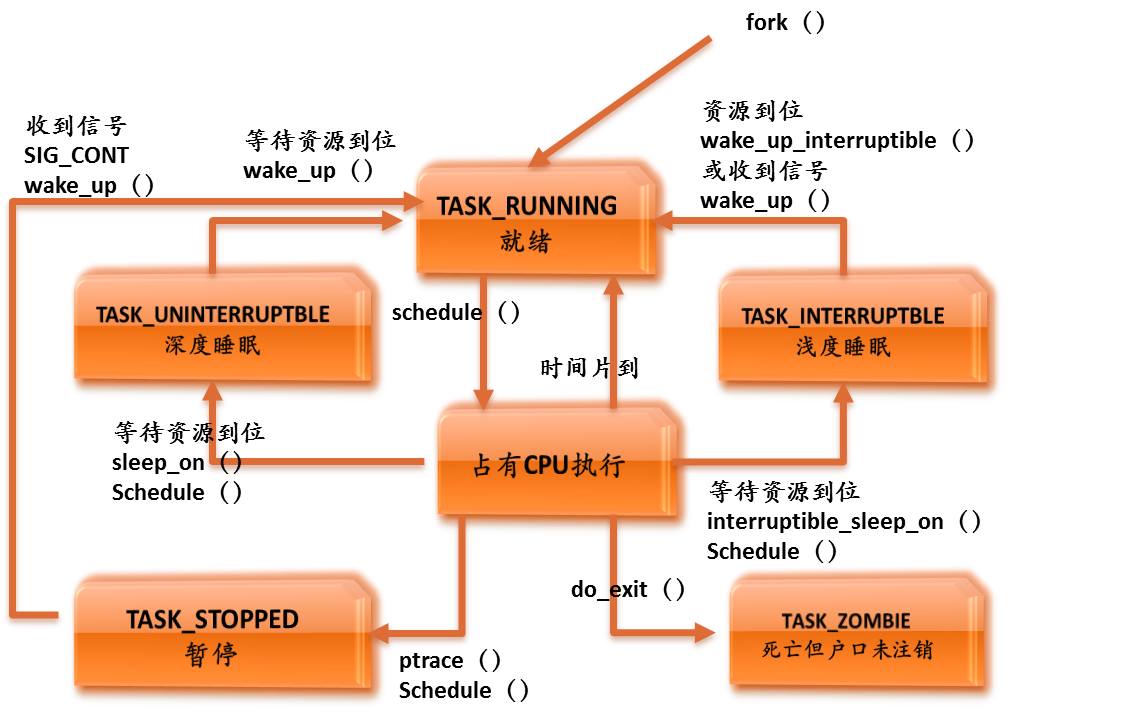 fork（）
收到信号
SIG_CONT
wake_up（）
等待资源到位
wake_up（）
资源到位
wake_up_interruptible（）
或收到信号
wake_up（）
TASK_RUNNING
就绪
TASK_UNINTERRUPTBLE
深度睡眠
schedule（）
时间片到
TASK_INTERRUPTBLE
浅度睡眠
等待资源到位
sleep_on（）
Schedule（）
占有CPU执行
等待资源到位
interruptible_sleep_on（）
Schedule（）
TASK_STOPPED
暂停
ptrace（）
Schedule（）
do_exit（）
TASK_ZOMBIE
死亡但户口未注销